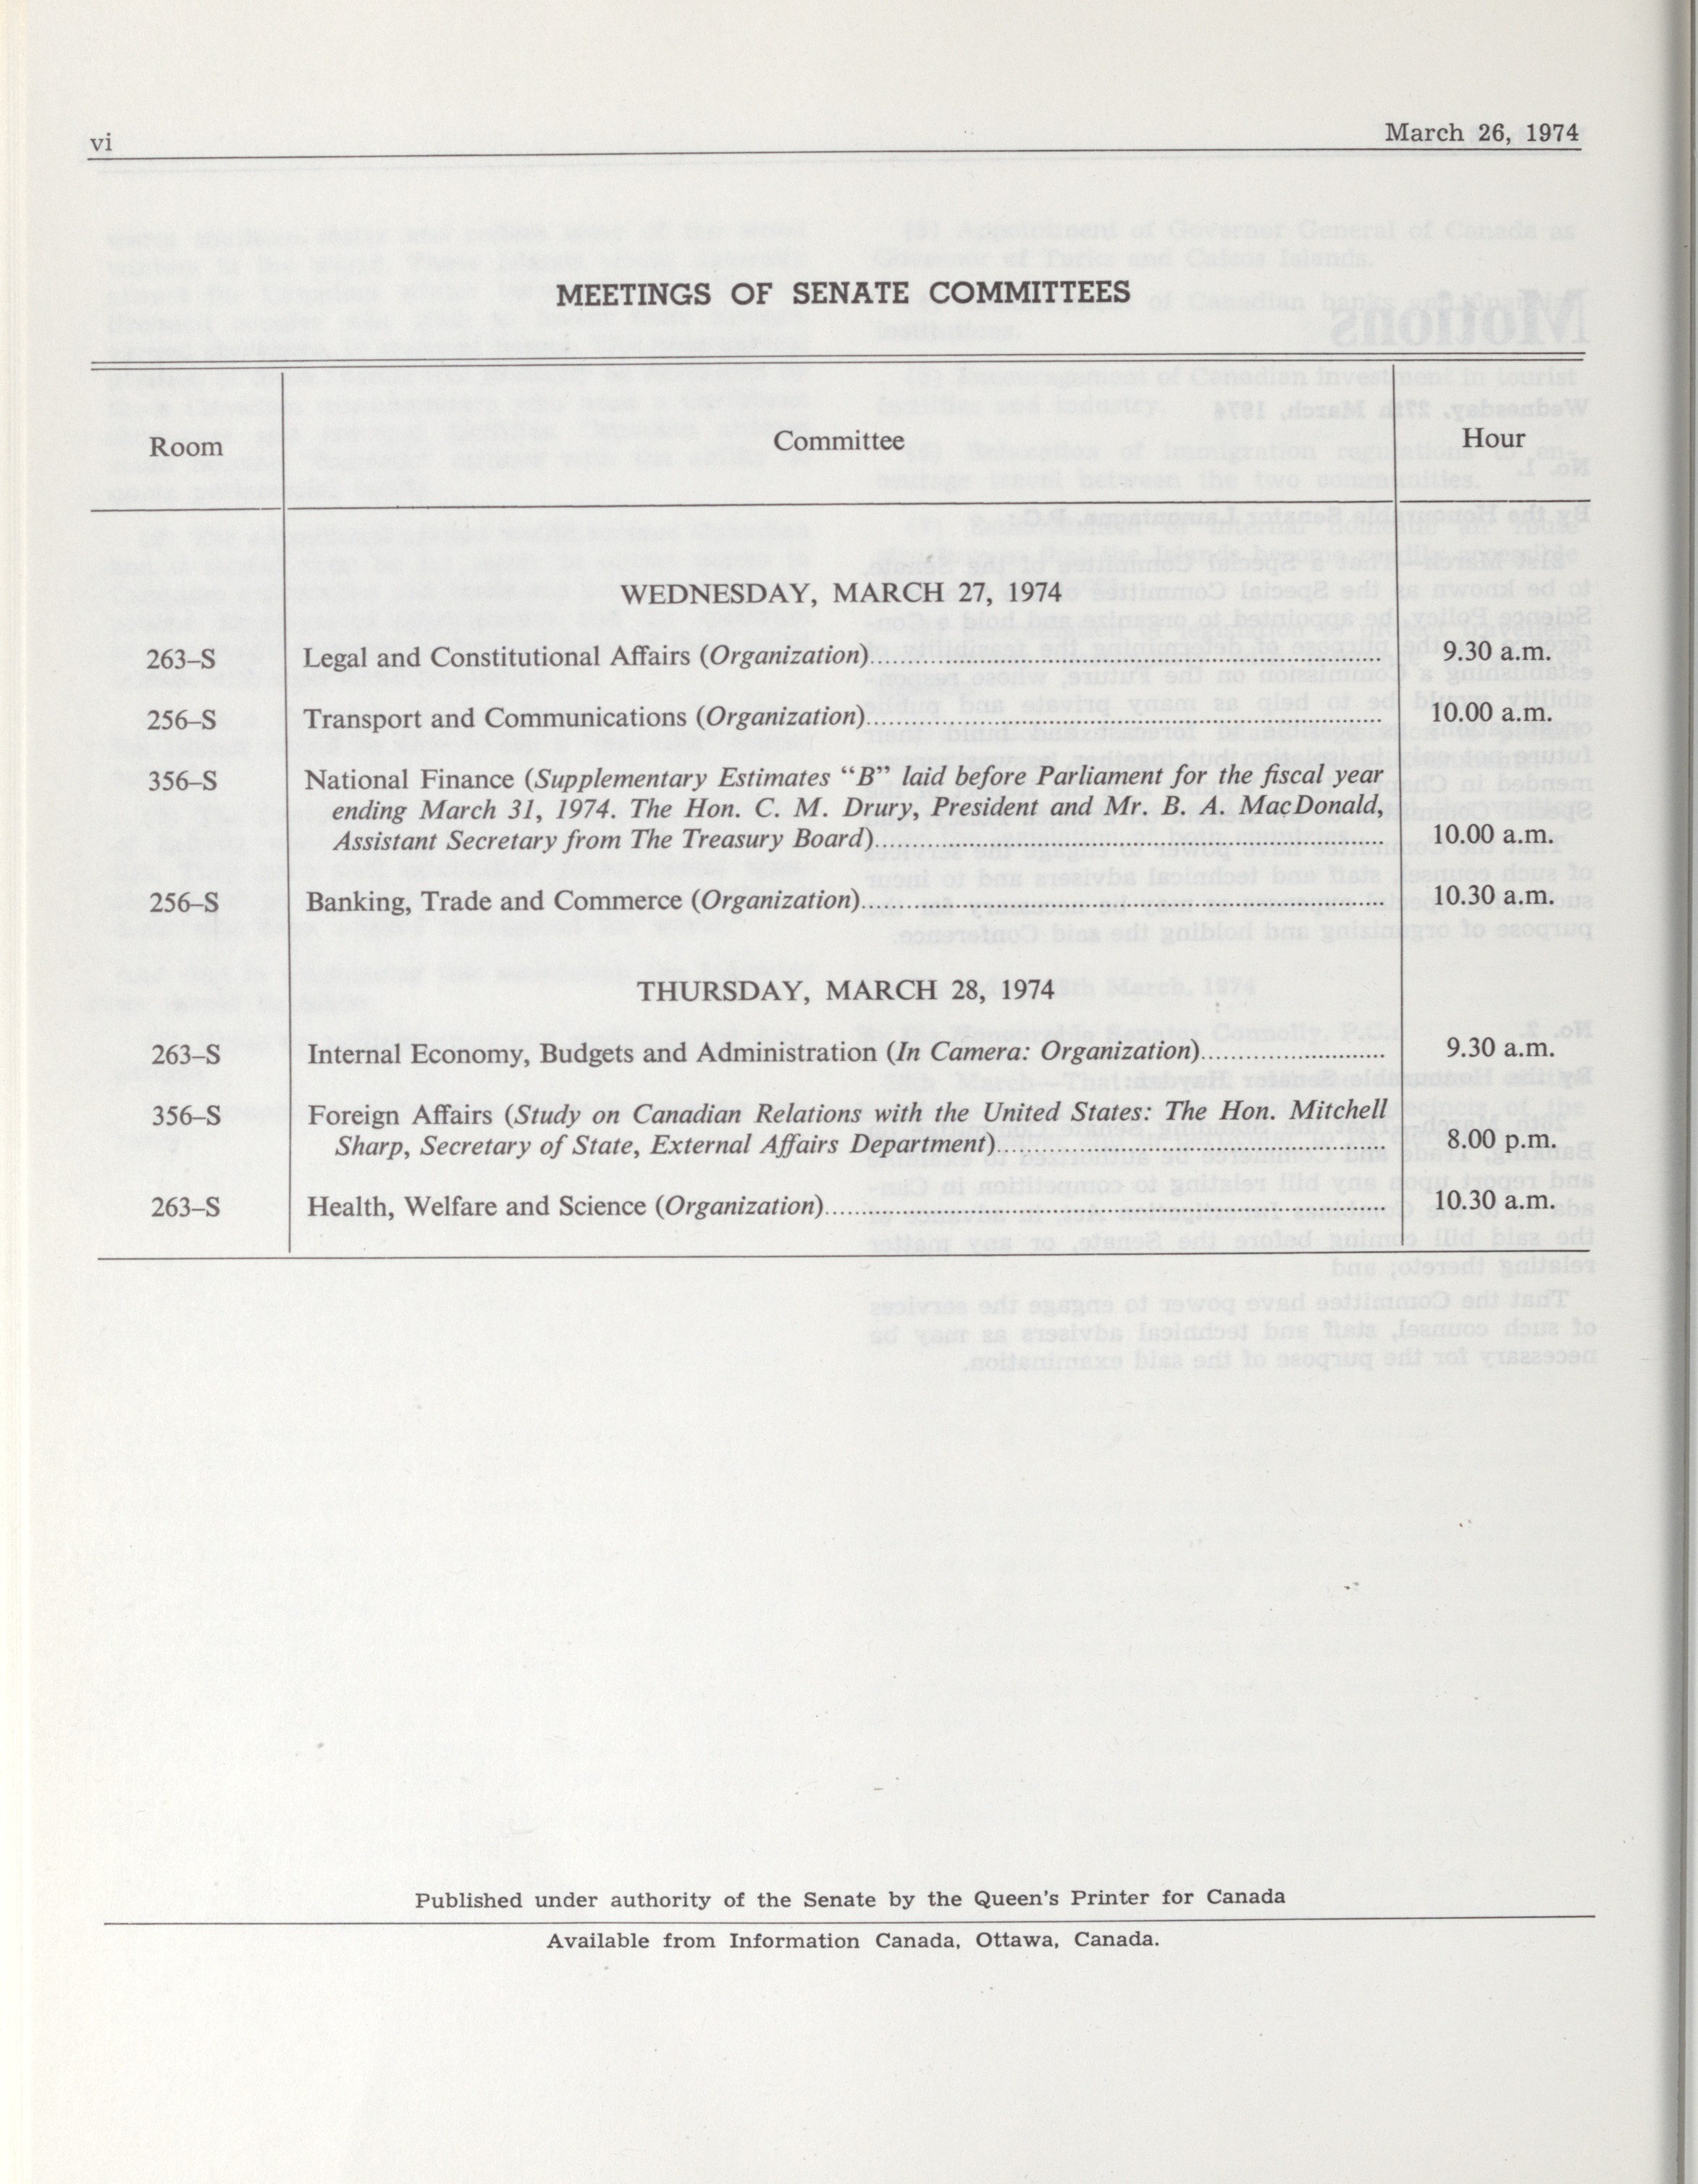 vi
March 26, 1974
MEETINGS OF SENATE COMMITTEES
Room
Committee
Hour
WEDNESDAY, MARCH 27, 1974
263–S Legal and Constitutional Affairs (Organization)........ 9.30 a.m.
256–S Transport and Communications (Organization)........ 10.00 a.m.
356–S National Finance (Supplementary Estimates “B” laid before Parliament for the fiscal year
ending March 31, 1974. The Hon. C. M. Drury, President and Mr. B. A. MacDonald,
Assistant Secretary from The Treasury Board)........ 10.00 a.m.
256–S Banking, Trade and Commerce (Organization)........ 10.30 a.m.
THURSDAY, MARCH 28, 1974
263–S Internal Economy, Budgets and Administration (In Camera: Organization)........ 9.30 a.m.
356–S Foreign Affairs (Study on Canadian Relations with the United States: The Hon. Mitchell
Sharp, Secretary of State, External Affairs Department)........ 8.00 p.m.
263–S Health, Welfare and Science (Organization)........ 10.30 a.m.
Published under authority of the Senate by the Queen's Printer for Canada
Available from Information Canada, Ottawa, Canada.